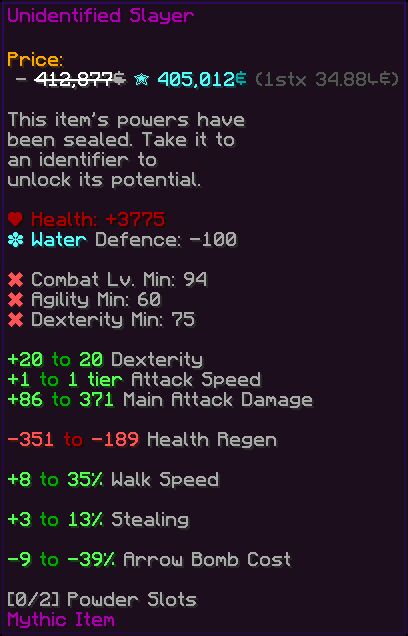 Unidentified Slayer
Price:
- 412,877² ✮ 405,012² (1stx 34.88L²)
This item's powers have
been sealed. Take it to
an identifier to
unlock its potential.
❤ Health: +3775
✽ Water Defence: -100
✖ Combat Lv. Min: 94
✖ Agility Min: 60
✖ Dexterity Min: 75
+20 to 20 Dexterity
+1 to 1 tier Attack Speed
+86 to 371 Main Attack Damage
-351 to -189 Health Regen
+8 to 35% Walk Speed
+3 to 13% Stealing
-9 to -39% Arrow Bomb Cost
[0/2] Powder Slots
Mythic Item